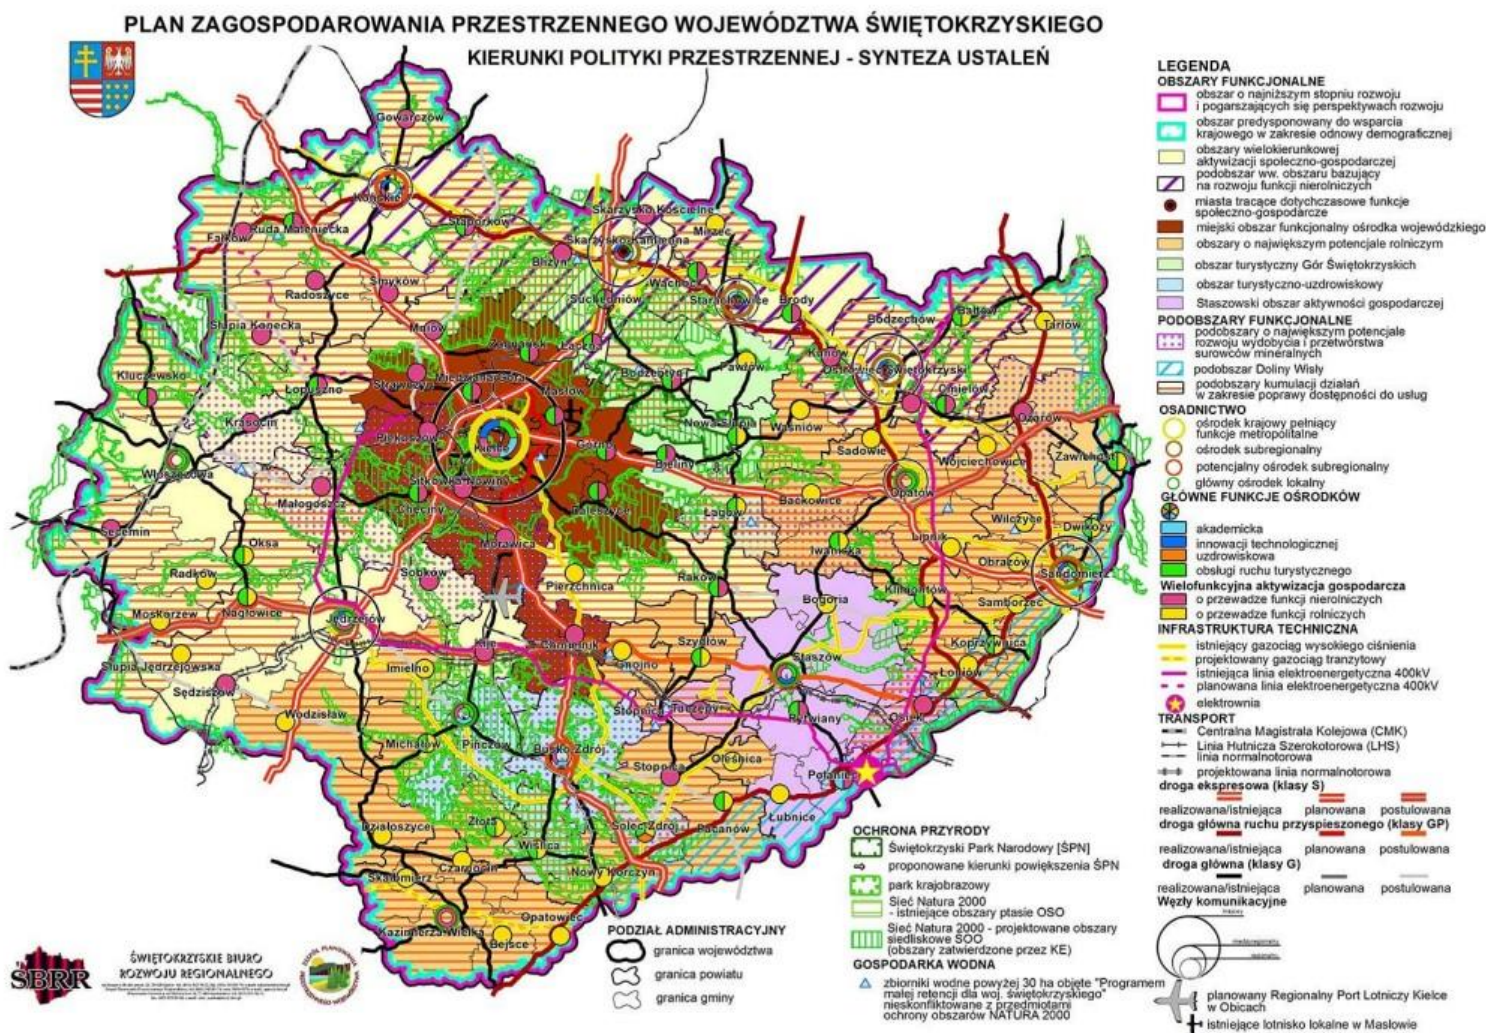 PLAN ZAGOSPODAROWANIA PRZESTRZENNEGO WOJEWÓDZTWA ŚWIĘTOKRZYSKIEGO
KIERUNKI POLITYKI PRZESTRZENNEJ - SYNTEZA USTALEŃ
Gowarczów
Końskie
Stąporków
Skarżysko Kościelne
Mirzec
Fałków
Ruda Maleniecka
Skarżysko-Kamienna
Bliżyn
Wąchock
Radoszyce
Smyków
Suchedniów
Starachowice
Brody
Bodzechów
Bałtów
Tarłów
Słupia Konecka
Mniów
Zagnańsk
Łączna
Kunów
Ostrowiec Świętokrzyski
Kluczewsko
Łopuszno
Strawczyn
Miedziana Góra
Masłów
Bodzentyn
Pawłów
Ćmielów
Krasocin
Piekoszów
Kielce
Górno
Nowa Słupia
Waśniów
Ożarów
Włoszczowa
Sitkówka-Nowiny
Bieliny
Sadowie
Wojciechowice
Zawichost
Małogoszcz
Chęciny
Daleszyce
Łagów
Baćkowice
Opatów
Secemin
Oksa
Morawica
Iwaniska
Lipnik
Wilczyce
Dwikozy
Radków
Sobków
Pierzchnica
Raków
Obrazów
Sandomierz
Moskorzew
Nagłowice
Jędrzejów
Bogoria
Klimontów
Samborzec
Słupia Jędrzejowska
Imielno
Kije
Chmielnik
Gnojno
Szydłów
Staszów
Koprzywnica
Łoniów
Sędziszów
Wodzisław
Michałów
Pińczów
Busko Zdrój
Stopnica
Tuczępy
Rytwiany
Osiek
Stopnica
Oleśnica
Połaniec
Działoszyce
Złota
Solec Zdrój
Pacanów
Łubnice
Czarnocin
Wiślica
Skalbmierz
Nowy Korczyn
Kazimierza Wielka
Opatowiec
Bejsce
LEGENDA
OBSZARY FUNKCJONALNE
obszar o najniższym stopniu rozwoju
i pogarszających się perspektywach rozwoju
obszar predysponowany do wsparcia
krajowego w zakresie odnowy demograficznej
obszary wielokierunkowej
aktywizacji społeczno-gospodarczej
podobszar ww. obszaru bazujący
na rozwoju funkcji nierolniczych
miasta tracące dotychczasowe funkcje
społeczno-gospodarcze
miejski obszar funkcjonalny ośrodka wojewódzkiego
obszary o największym potencjale rolniczym
obszar turystyczny Gór Świętokrzyskich
obszar turystyczno-uzdrowiskowy
Staszowski obszar aktywności gospodarczej
PODOBSZARY FUNKCJONALNE
podobszary o największym potencjale
rozwoju wydobycia i przetwórstwa
surowców mineralnych
podobszar Doliny Wisły
podobszary kumulacji działań
w zakresie poprawy dostępności do usług
OSADNICTWO
ośrodek krajowy pełniący
funkcje metropolitalne
ośrodek subregionalny
potencjalny ośrodek subregionalny
główny ośrodek lokalny
GŁÓWNE FUNKCJE OŚRODKÓW
akademicka
innowacji technologicznej
uzdrowiskowa
obsługi ruchu turystycznego
Wielofunkcyjna aktywizacja gospodarcza
o przewadze funkcji nierolniczych
o przewadze funkcji rolniczych
INFRASTRUKTURA TECHNICZNA
istniejący gazociąg wysokiego ciśnienia
projektowany gazociąg tranzytowy
istniejąca linia elektroenergetyczna 400kV
planowana linia elektroenergetyczna 400kV
elektrownia
TRANSPORT
Centralna Magistrala Kolejowa (CMK)
Linia Hutnicza Szerokotorowa (LHS)
linia normalnotorowa
projektowana linia normalnotorowa
droga ekspresowa (klasy S)
realizowana/istniejąca planowana postulowana
droga główna ruchu przyspieszonego (klasy GP)
realizowana/istniejąca planowana postulowana
droga główna (klasy G)
realizowana/istniejąca planowana postulowana
Węzły komunikacyjne
planowany Regionalny Port Lotniczy Kielce
w Obicach
istniejące lotnisko lokalne w Masłowie
OCHRONA PRZYRODY
Świętokrzyski Park Narodowy [ŚPN]
proponowane kierunki powiększenia ŚPN
park krajobrazowy
Sieć Natura 2000
- istniejące obszary ptasie OSO
Sieć Natura 2000 - projektowane obszary
siedliskowe SOO
(obszary zatwierdzone przez KE)
GOSPODARKA WODNA
zbiorniki wodne powyżej 30 ha objęte "Programem
małej retencji dla woj. świętokrzyskiego"
nieskonfliktowane z przedmiotami
ochrony obszarów NATURA 2000
PODZIAŁ ADMINISTRACYJNY
granica województwa
granica powiatu
granica gminy
ŚBRR
ŚWIĘTOKRZYSKIE BIURO
ROZWOJU REGIONALNEGO